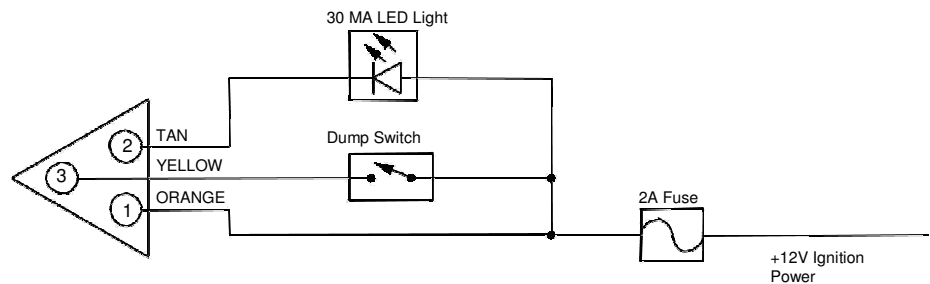 30 MA LED Light
2
TAN
Dump Switch
3
YELLOW
1
ORANGE
2A Fuse
+12V Ignition
Power